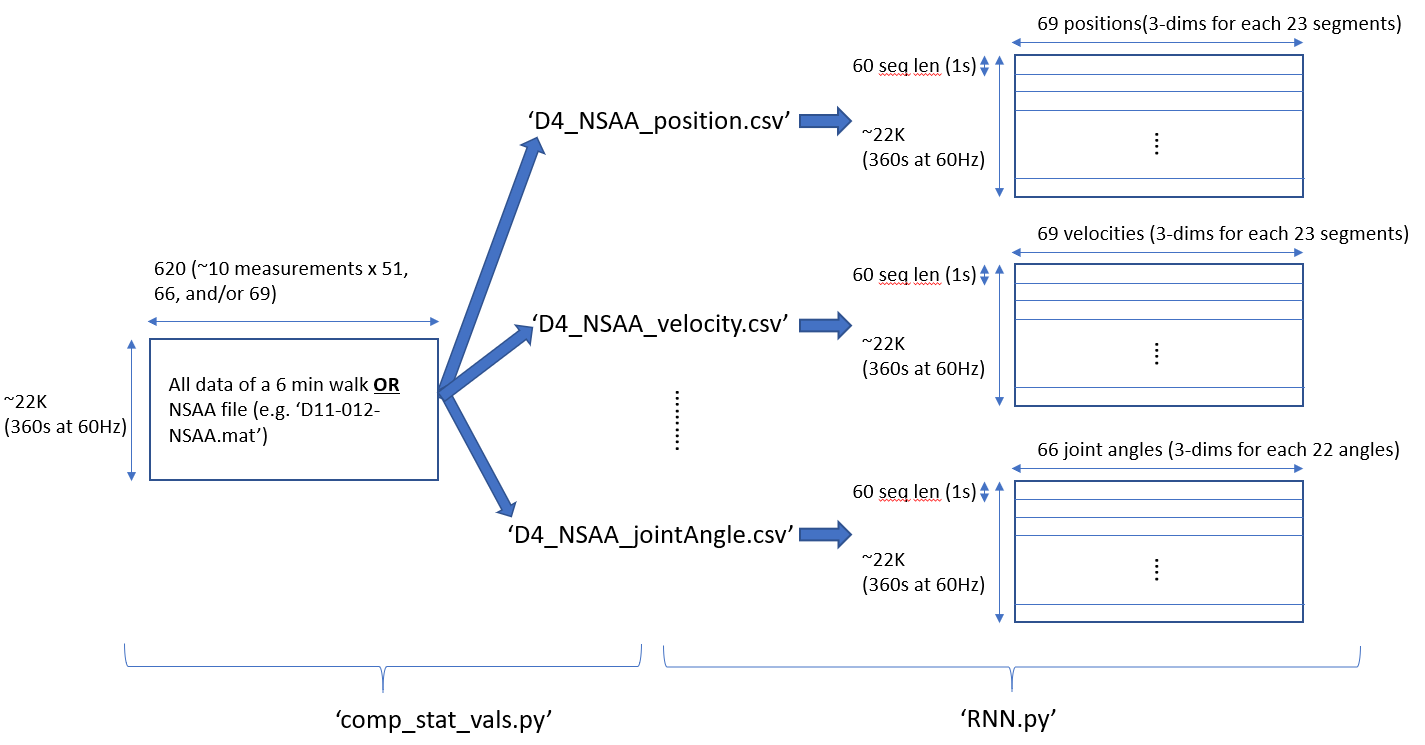 69 positions(3-dims for each 23 segments)
60 seq len (1s)
‘D4_NSAA_position.csv’
~22K
(360s at 60Hz)
69 velocities (3-dims for each 23 segments)
620 (~10 measurements x 51,
66, and/or 69)
60 seq len (1s)
‘D4_NSAA_velocity.csv’
~22K
(360s at 60Hz)
All data of a 6 min walk OR
NSAA file (e.g. ‘D11-012-
NSAA.mat’)
~22K
(360s at 60Hz)
66 joint angles (3-dims for each 22 angles)
60 seq len (1s)
‘D4_NSAA_jointAngle.csv’
~22K
(360s at 60Hz)
‘comp_stat_vals.py’
‘RNN.py’